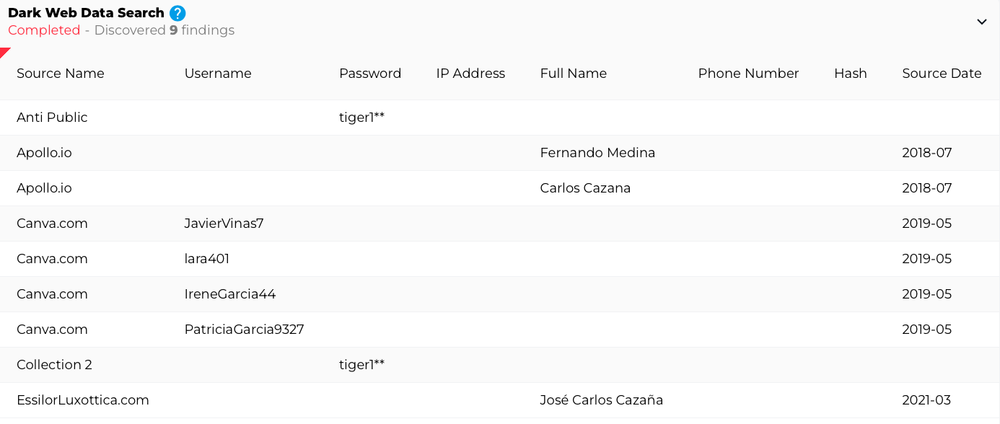 Dark Web Data Search ?
Completed - Discovered 9 findings
Source Name Username Password IP Address Full Name Phone Number Hash Source Date
Anti Public tiger1**
Apollo.io Fernando Medina 2018-07
Apollo.io Carlos Cazana 2018-07
Canva.com JavierVinas7 2019-05
Canva.com lara401 2019-05
Canva.com IreneGarcia44 2019-05
Canva.com PatriciaGarcia9327 2019-05
Collection 2 tiger1**
EssilorLuxottica.com José Carlos Cazaña 2021-03